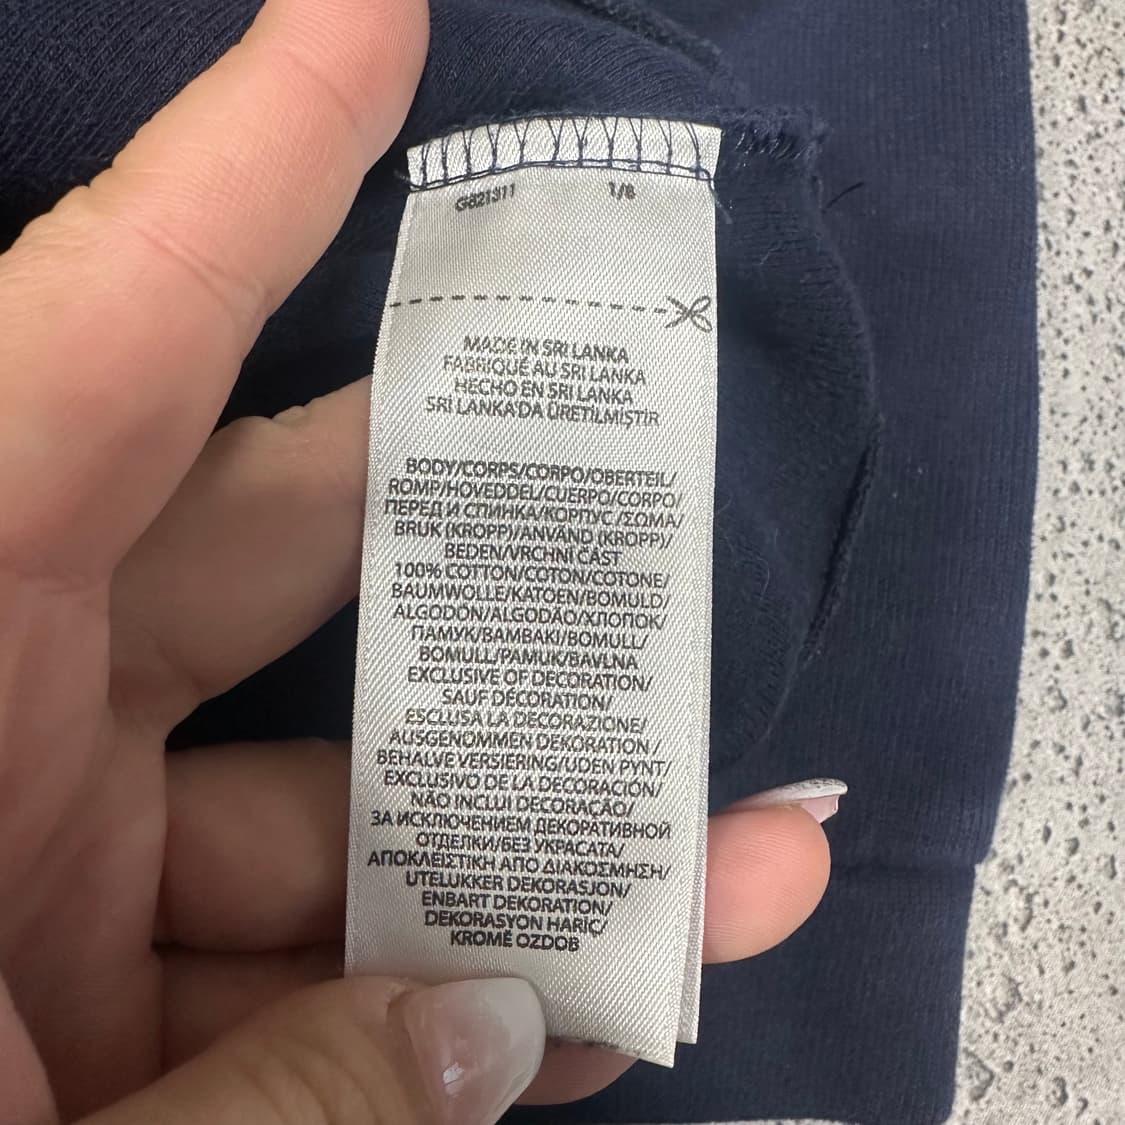 G821311 1/8
MADE IN SRI LANKA
FABRIQUÉ AU SRI LANKA
HECHO EN SRI LANKA
SRI LANKA'DA ÜRETILMIŞTIR
BODY/CORPS/CORPO/OBERTEIL/
ROMP/HOVEDDEL/CUERPO/CORPO/
ПЕРЕД И СПИНКА/КОРПУС/ΣΩΜΑ/
BRUK (KROPP)/ANVÄND (KROPP)/
BEDEN/VRCHNÍ ČÁST
100% COTTON/COTON/COTONE/
BAUMWOLLE/KATOEN/BOMULD/
ALGODON/ALGODÃO/ХЛОПОК/
ПАМУК/BAMBAKI/BOMULL/
BOMULL/PAMUK/BAVLNA
EXCLUSIVE OF DECORATION/
SAUF DÉCORATION/
ESCLUSA LA DECORAZIONE/
AUSGENOMMEN DEKORATION/
BEHALVE VERSIERING/UDEN PYNT/
EXCLUSIVO DE LA DECORACION/
NÃO INCLUI DECORAÇÃO/
ЗА ИСКЛЮЧЕНИЕМ ДЕКОРАТИВНОЙ
ОТДЕЛКИ/БЕЗ УКРАСАТА/
ΑΠΟΚΛΕΙΣΤΙΚΗ ΑΠΟ ΔΙΑΚΟΣΜΗΣΗ/
UTELUKKER DEKORASJON/
ENBART DEKORATION/
DEKORASYON HARIÇ/
KROMĚ OZDOB